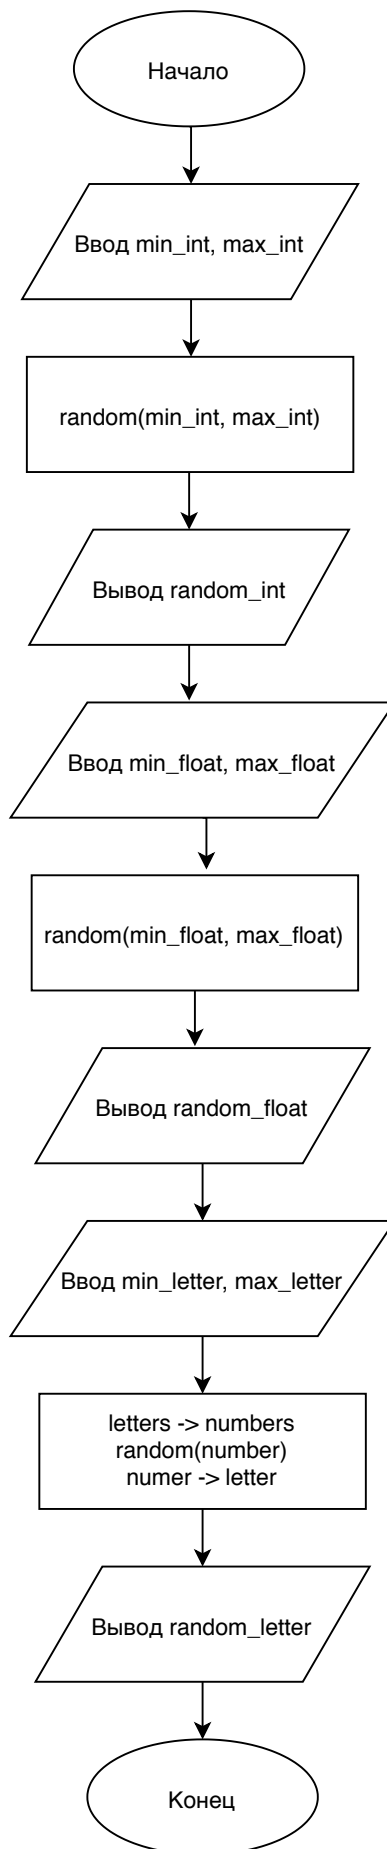 Начало
Ввод min_int, max_int
random(min_int, max_int)
Вывод random_int
Ввод min_float, max_float
random(min_float, max_float)
Вывод random_float
Ввод min_letter, max_letter
letters -> numbers
random(number)
numer -> letter
Вывод random_letter
Конец